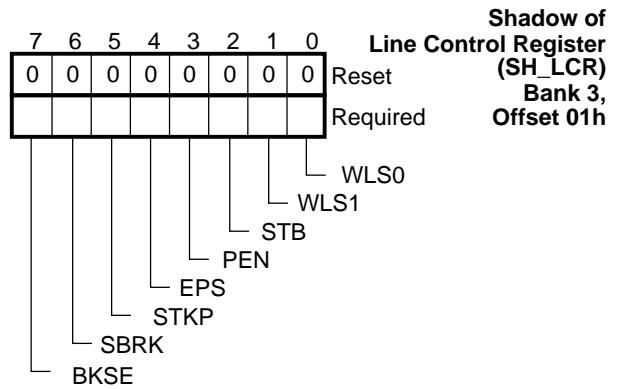 Shadow of
Line Control Register
(SH_LCR)
Bank 3,
Offset 01h
7 6 5 4 3 2 1 0
0 0 0 0 0 0 0 0 Reset
Required
WLS0
WLS1
STB
PEN
EPS
STKP
SBRK
BKSE